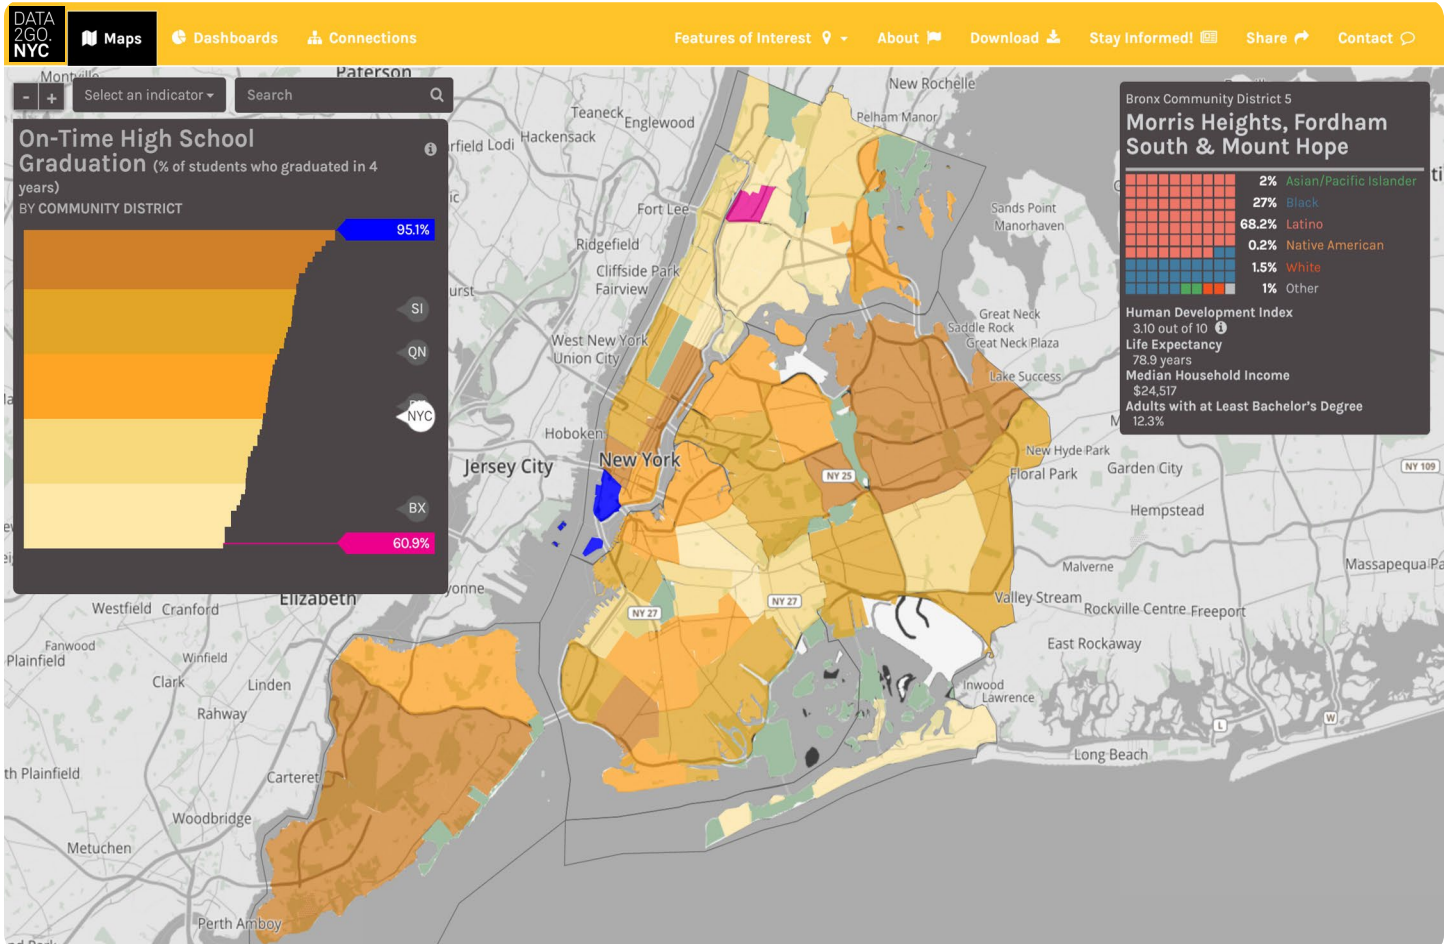 DATA
2GO.
NYC
Maps
Dashboards
Connections
Features of Interest
About
Download
Stay Informed!
Share
Contact
-
+
Select an indicator
Search
On-Time High School
Graduation (% of students who graduated in 4
years)
BY COMMUNITY DISTRICT
95.1%
SI
QN
NYC
BX
60.9%
Bronx Community District 5
Morris Heights, Fordham
South & Mount Hope
2% Asian/Pacific Islander
27% Black
68.2% Latino
0.2% Native American
1.5% White
1% Other
Human Development Index
3.10 out of 10
Life Expectancy
78.9 years
Median Household Income
$24,517
Adults with at Least Bachelor's Degree
12.3%
Montville
Paterson
New Rochelle
Teaneck
Englewood
Pelham Manor
Hackensack
Lodi
Fort Lee
Sands Point
Manorhaven
Ridgefield
Cliffside Park
Fairview
Great Neck
Saddle Rock
Great Neck Plaza
West New York
Union City
Lake Success
Hoboken
New York
Jersey City
New Hyde Park
Floral Park
Garden City
NY 25
NY 109
Hempstead
Malverne
Massapequa
Elizabeth
Valley Stream
Rockville Centre
Freeport
Westfield
Cranford
NY 27
NY 27
East Rockaway
Fanwood
Plainfield
Winfield
Clark
Linden
Inwood
Lawrence
Rahway
L
W
Long Beach
th Plainfield
Carteret
Woodbridge
Metuchen
Perth Amboy